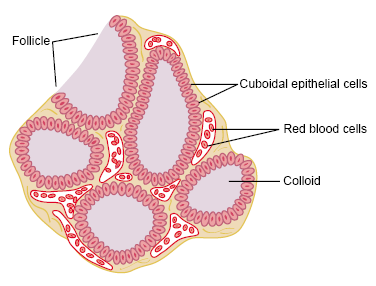 Follicle
Cuboidal epithelial cells
Red blood cells
Colloid